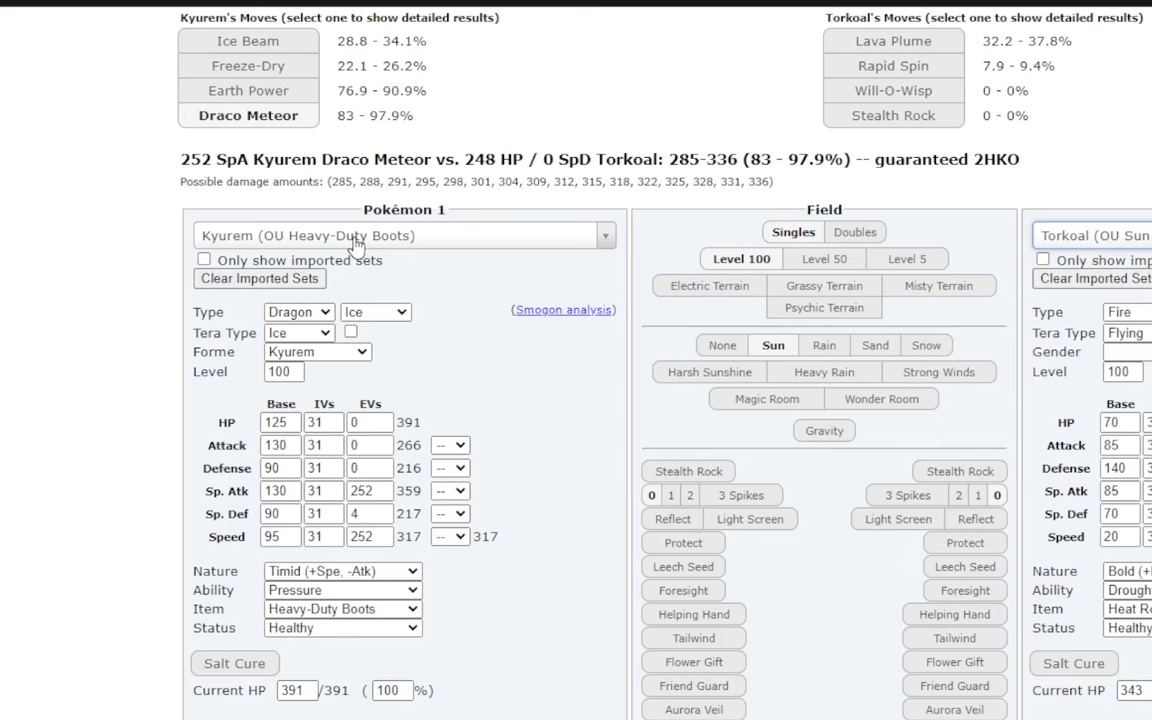 Kyurem's Moves (select one to show detailed results) Torkoal's Moves (select one to show detailed results)
Ice Beam 28.8 - 34.1% Lava Plume 32.2 - 37.8%
Freeze-Dry 22.1 - 26.2% Rapid Spin 7.9 - 9.4%
Earth Power 76.9 - 90.9% Will-O-Wisp 0 - 0%
Draco Meteor 83 - 97.9% Stealth Rock 0 - 0%
252 SpA Kyurem Draco Meteor vs. 248 HP / 0 SpD Torkoal: 285-336 (83 - 97.9%) -- guaranteed 2HKO
Possible damage amounts: (285, 288, 291, 295, 298, 301, 304, 309, 312, 315, 318, 322, 325, 328, 331, 336)
Pokémon 1 Field
Kyurem (OU Heavy-Duty Boots) Singles Doubles Torkoal (OU Sun
Only show imported sets Level 100 Level 50 Level 5 Only show imp
Clear Imported Sets Electric Terrain Grassy Terrain Misty Terrain Clear Imported Set
Psychic Terrain
Type Dragon Ice (Smogon analysis) Type Fire
Tera Type Ice Tera Type Flying
None Sun Rain Sand Snow
Forme Kyurem Gender
Level 100 Harsh Sunshine Heavy Rain Strong Winds Level 100
Magic Room Wonder Room
Base IVs EVs Base
HP 125 31 0 391 HP 70
Gravity
Attack 130 31 0 266 -- Attack 85
Defense 90 31 0 216 -- Stealth Rock Stealth Rock Defense 140
Sp. Atk 130 31 252 359 -- 0 1 2 3 Spikes 3 Spikes 2 1 0 Sp. Atk 85
Sp. Def 90 31 4 217 -- Reflect Light Screen Light Screen Reflect Sp. Def 70
Speed 95 31 252 317 -- 317 Protect Protect Speed 20
Leech Seed Leech Seed
Nature Timid (+Spe, -Atk) Nature Bold (+
Ability Pressure Foresight Foresight Ability Drough
Item Heavy-Duty Boots Helping Hand Helping Hand Item Heat R
Status Healthy Tailwind Tailwind Status Healthy
Salt Cure Flower Gift Flower Gift Salt Cure
Current HP 391 /391 ( 100 %) Friend Guard Friend Guard Current HP 343
Aurora Veil Aurora Veil